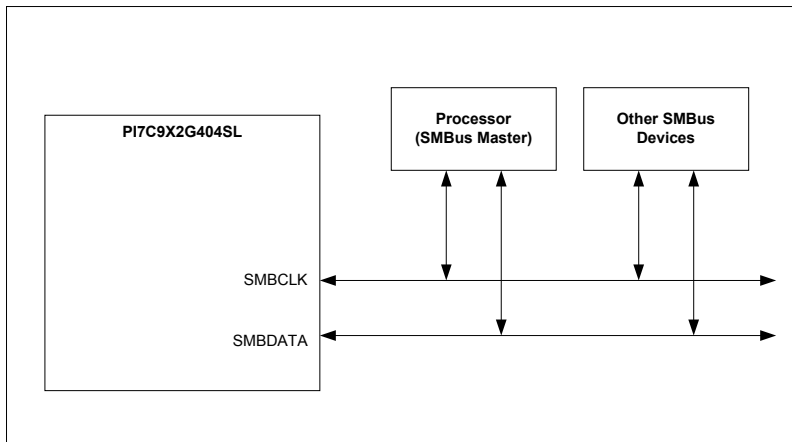 PI7C9X2G404SL
Processor
(SMBus Master)
Other SMBus
Devices
SMBCLK
SMBDATA